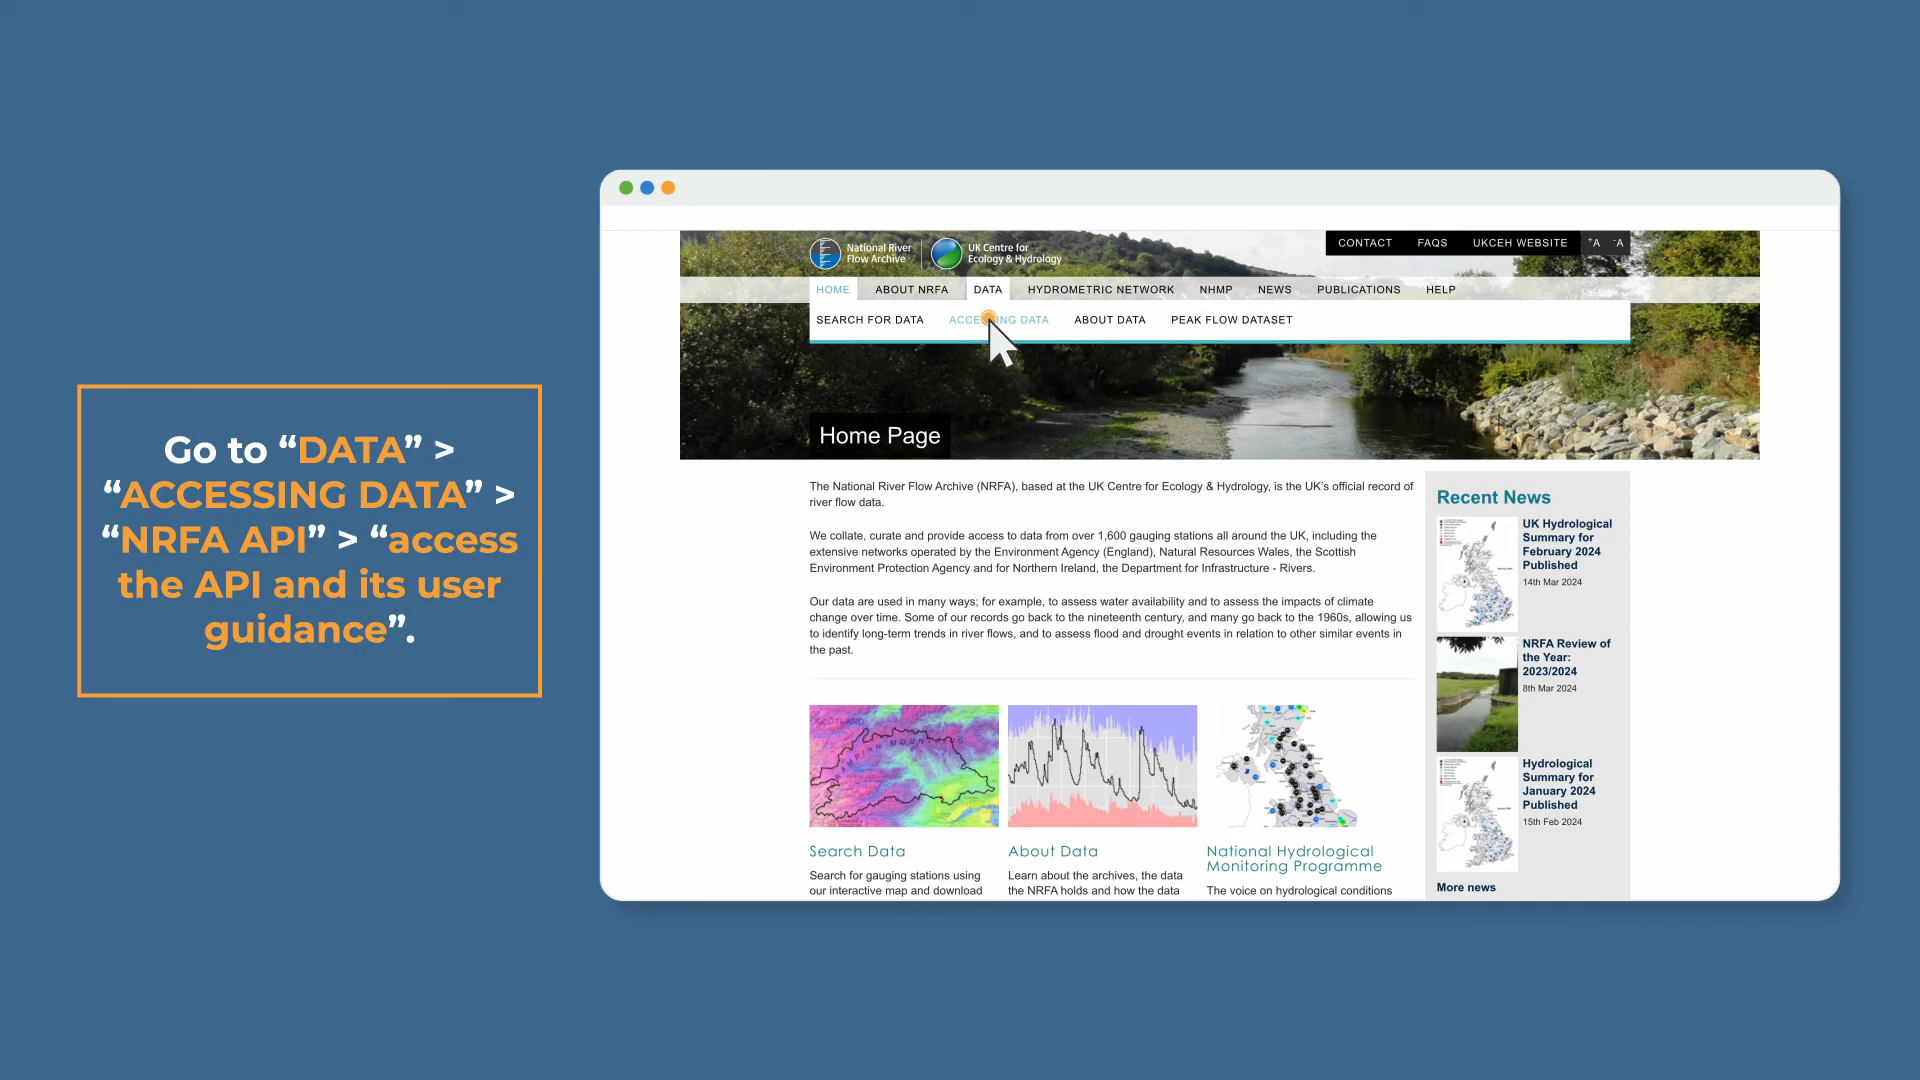 Go to “DATA” >
“ACCESSING DATA” >
“NRFA API” > “access
the API and its user
guidance”.
National River
Flow Archive
UK Centre for
Ecology & Hydrology
CONTACT FAQS UKCEH WEBSITE +A -A
HOME ABOUT NRFA DATA HYDROMETRIC NETWORK NHMP NEWS PUBLICATIONS HELP
SEARCH FOR DATA ACCESSING DATA ABOUT DATA PEAK FLOW DATASET
Home Page
The National River Flow Archive (NRFA), based at the UK Centre for Ecology & Hydrology, is the UK's official record of
river flow data.
We collate, curate and provide access to data from over 1,600 gauging stations all around the UK, including the
extensive networks operated by the Environment Agency (England), Natural Resources Wales, the Scottish
Environment Protection Agency and for Northern Ireland, the Department for Infrastructure - Rivers.
Our data are used in many ways; for example, to assess water availability and to assess the impacts of climate
change over time. Some of our records go back to the nineteenth century, and many go back to the 1960s, allowing us
to identify long-term trends in river flows, and to assess flood and drought events in relation to other similar events in
the past.
SCOTLAND
Search Data
Search for gauging stations using
our interactive map and download
About Data
Learn about the archives, the data
the NRFA holds and how the data
National Hydrological
Monitoring Programme
The voice on hydrological conditions
Recent News
UK Hydrological
Summary for
February 2024
Published
14th Mar 2024
NRFA Review of
the Year:
2023/2024
8th Mar 2024
Hydrological
Summary for
January 2024
Published
15th Feb 2024
More news